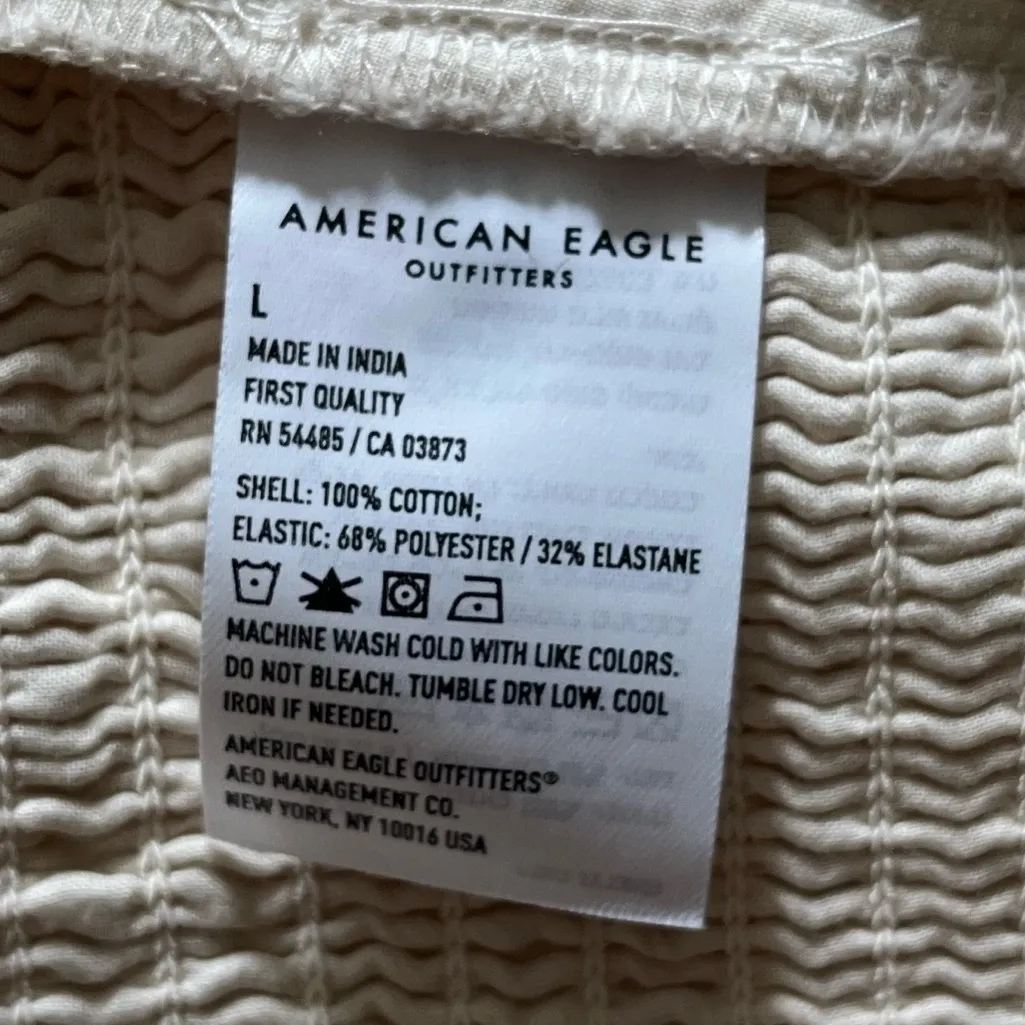 AMERICAN EAGLE
OUTFITTERS
L
MADE IN INDIA
FIRST QUALITY
RN 54485 / CA 03873
SHELL: 100% COTTON;
ELASTIC: 68% POLYESTER / 32% ELASTANE
MACHINE WASH COLD WITH LIKE COLORS.
DO NOT BLEACH. TUMBLE DRY LOW. COOL
IRON IF NEEDED.
AMERICAN EAGLE OUTFITTERS®
AEO MANAGEMENT CO.
NEW YORK, NY 10016 USA